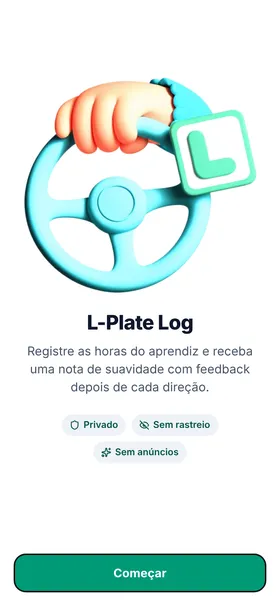 L
L-Plate Log
Registre as horas do aprendiz e receba
uma nota de suavidade com feedback
depois de cada direção.
Privado
Sem rastreio
Sem anúncios
Começar